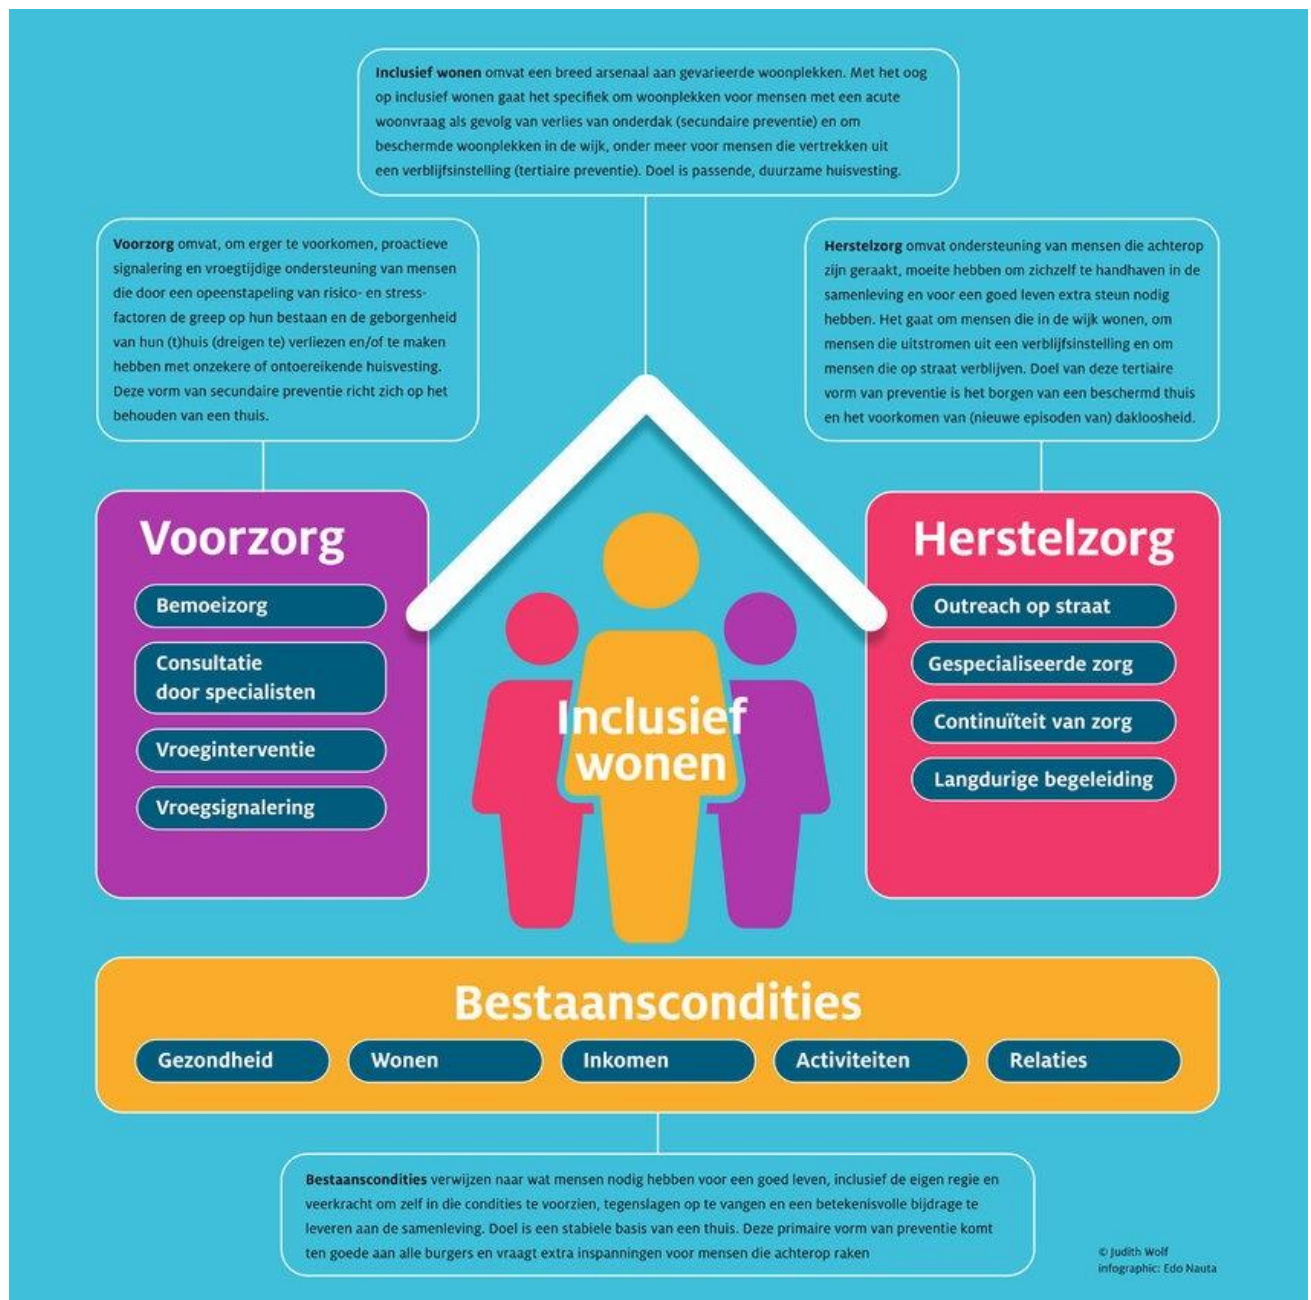 Inclusief wonen omvat een breed arsenaal aan gevarieerde woonplekken. Met het oog
op inclusief wonen gaat het specifiek om woonplekken voor mensen met een acute
woonvraag als gevolg van verlies van onderdak (secundaire preventie) en om
beschermde woonplekken in de wijk, onder meer voor mensen die vertrekken uit
een verblijfsinstelling (tertiaire preventie). Doel is passende, duurzame huisvesting.
Voorzorg omvat, om erger te voorkomen, proactieve
signalering en vroegtijdige ondersteuning van mensen
die door een opeenstapeling van risico- en stress-
factoren de greep op hun bestaan en de geborgenheid
van hun (t)huis (dreigen te) verliezen en/of te maken
hebben met onzekere of ontoereikende huisvesting.
Deze vorm van secundaire preventie richt zich op het
behouden van een thuis.
Herstelzorg omvat ondersteuning van mensen die achterop
zijn geraakt, moeite hebben om zichzelf te handhaven in de
samenleving en voor een goed leven extra steun nodig
hebben. Het gaat om mensen die in de wijk wonen, om
mensen die uitstromen uit een verblijfsinstelling en om
mensen die op straat verblijven. Doel van deze tertiaire
vorm van preventie is het borgen van een beschermd thuis
en het voorkomen van (nieuwe episoden van) dakloosheid.
Voorzorg
Bemoeizorg
Consultatie
door specialisten
Vroeginterventie
Vroegsignalering
Inclusief
wonen
Herstelzorg
Outreach op straat
Gespecialiseerde zorg
Continuïteit van zorg
Langdurige begeleiding
Bestaanscondities
Gezondheid
Wonen
Inkomen
Activiteiten
Relaties
Bestaanscondities verwijzen naar wat mensen nodig hebben voor een goed leven, inclusief de eigen regie en
veerkracht om zelf in die condities te voorzien, tegenslagen op te vangen en een betekenisvolle bijdrage te
leveren aan de samenleving. Doel is een stabiele basis van een thuis. Deze primaire vorm van preventie komt
ten goede aan alle burgers en vraagt extra inspanningen voor mensen die achterop raken
© Judith Wolf
infographic: Edo Nauta